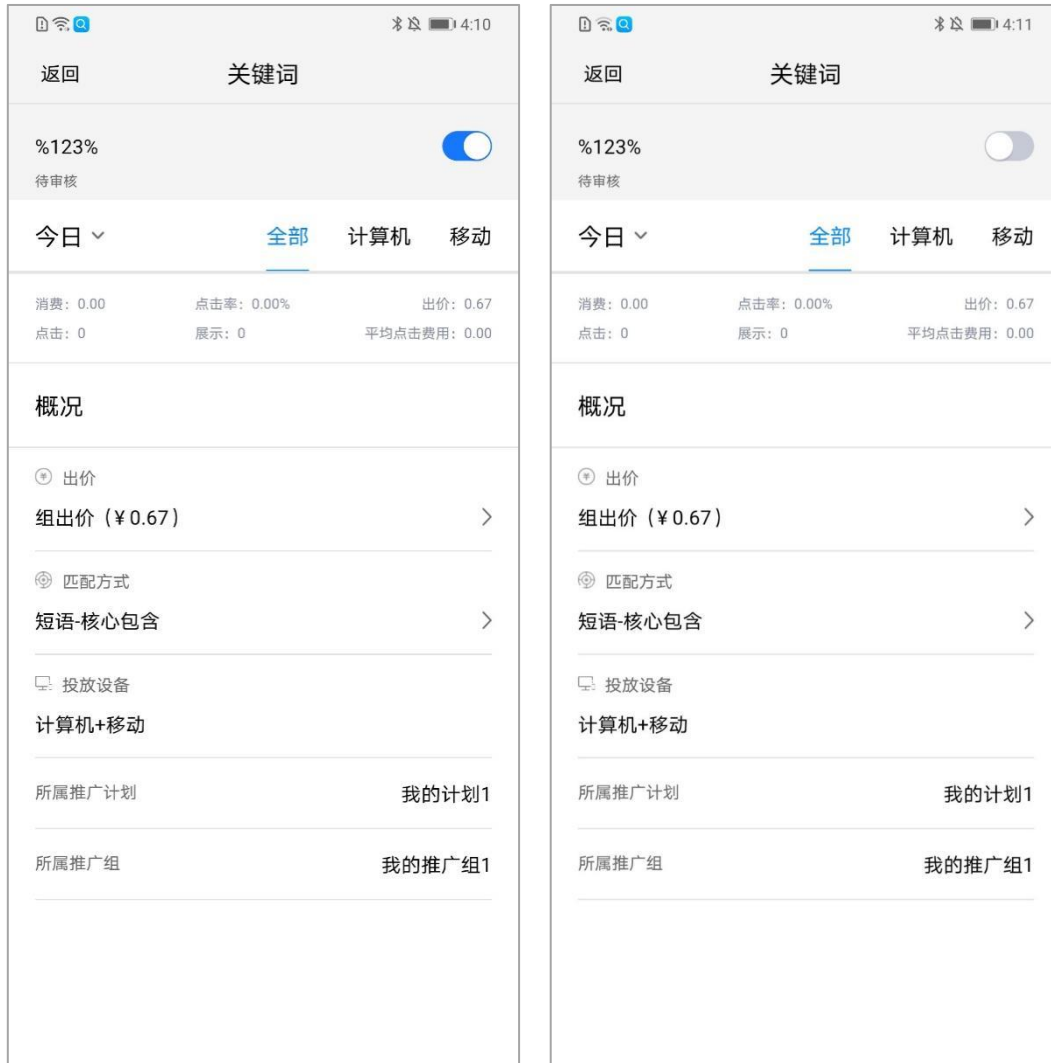 4:10
返回 关键词
%123%
待审核
今日 全部 计算机 移动
消费：0.00 点击率：0.00% 出价：0.67
点击：0 展示：0 平均点击费用：0.00
概况
出价
组出价（¥0.67）
匹配方式
短语-核心包含
投放设备
计算机+移动
所属推广计划 我的计划1
所属推广组 我的推广组1
4:11
返回 关键词
%123%
待审核
今日 全部 计算机 移动
消费：0.00 点击率：0.00% 出价：0.67
点击：0 展示：0 平均点击费用：0.00
概况
出价
组出价（¥0.67）
匹配方式
短语-核心包含
投放设备
计算机+移动
所属推广计划 我的计划1
所属推广组 我的推广组1